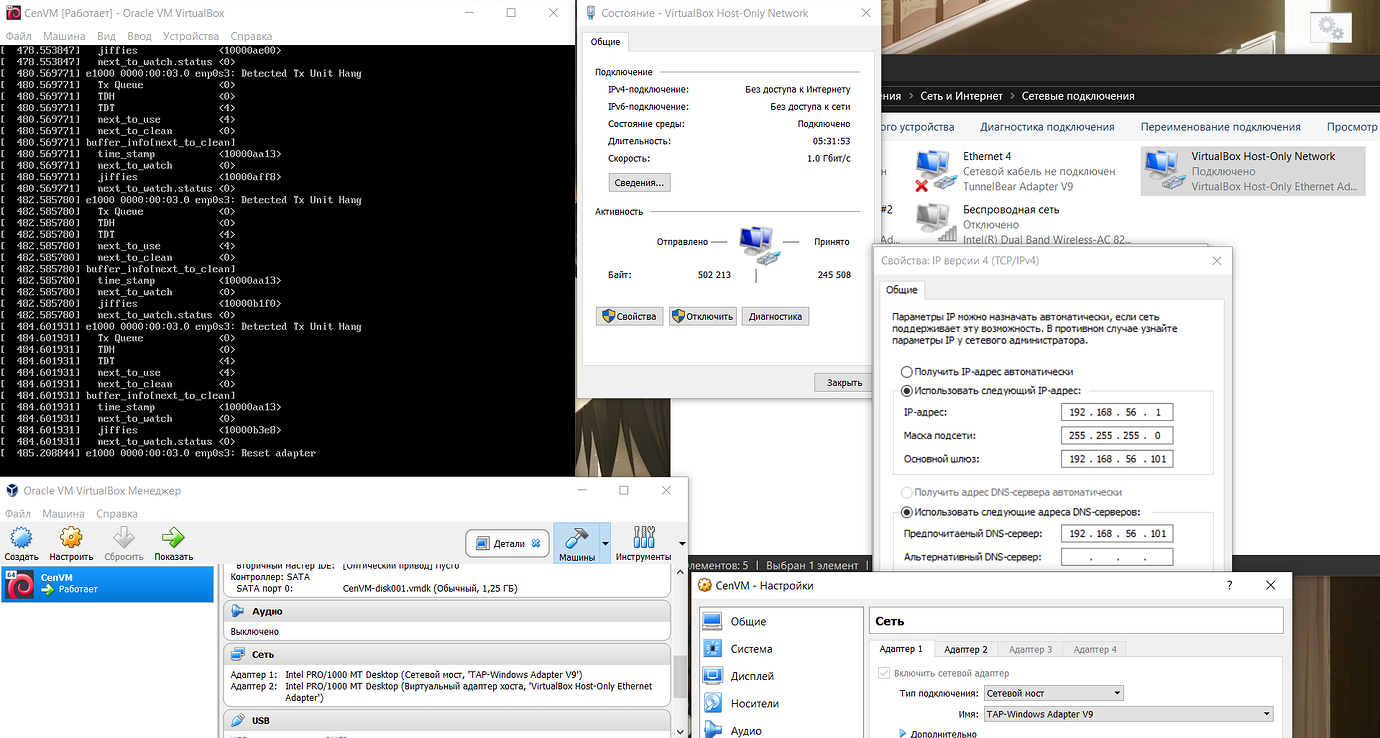 CenVM [Работает] - Oracle VM VirtualBox
Файл Машина Вид Ввод Устройства Справка
[ 478.553847] jiffies <10000ae00>
[ 478.553847] next_to_watch.status <0>
[ 480.569771] e1000 0000:00:03.0 enp0s3: Detected Tx Unit Hang
[ 480.569771] Tx Queue <0>
[ 480.569771] TDH <0>
[ 480.569771] TDT <4>
[ 480.569771] next_to_use <4>
[ 480.569771] next_to_clean <0>
[ 480.569771] buffer_info[next_to_clean]
[ 480.569771] time_stamp <10000aa13>
[ 480.569771] next_to_watch <0>
[ 480.569771] jiffies <10000aff8>
[ 480.569771] next_to_watch.status <0>
[ 482.585780] e1000 0000:00:03.0 enp0s3: Detected Tx Unit Hang
[ 482.585780] Tx Queue <0>
[ 482.585780] TDH <0>
[ 482.585780] TDT <4>
[ 482.585780] next_to_use <4>
[ 482.585780] next_to_clean <0>
[ 482.585780] buffer_info[next_to_clean]
[ 482.585780] time_stamp <10000aa13>
[ 482.585780] next_to_watch <0>
[ 482.585780] jiffies <10000b1f0>
[ 482.585780] next_to_watch.status <0>
[ 484.601931] e1000 0000:00:03.0 enp0s3: Detected Tx Unit Hang
[ 484.601931] Tx Queue <0>
[ 484.601931] TDH <0>
[ 484.601931] TDT <4>
[ 484.601931] next_to_use <4>
[ 484.601931] next_to_clean <0>
[ 484.601931] buffer_info[next_to_clean]
[ 484.601931] time_stamp <10000aa13>
[ 484.601931] next_to_watch <0>
[ 484.601931] jiffies <10000b3e8>
[ 484.601931] next_to_watch.status <0>
[ 485.208844] e1000 0000:00:03.0 enp0s3: Reset adapter
Состояние - VirtualBox Host-Only Network
Общие
Подключение
IPv4-подключение: Без доступа к Интернету
IPv6-подключение: Без доступа к сети
Состояние среды: Подключено
Длительность: 05:31:53
Скорость: 1.0 Гбит/с
Сведения...
Активность
Отправлено Принято
Байт: 502 213 245 508
Свойства Отключить Диагностика
Закрыть
ния > Сеть и Интернет > Сетевые подключения
ого устройства Диагностика подключения Переименование подключения Просмотр
Ethernet 4
Сетевой кабель не подключен
TunnelBear Adapter V9
VirtualBox Host-Only Network
Подключено
VirtualBox Host-Only Ethernet Ad...
н
#2
Ad...
Беспроводная сеть
Отключено
Intel(R) Dual Band Wireless-AC 82...
Свойства: IP версии 4 (TCP/IPv4)
Общие
Параметры IP можно назначать автоматически, если сеть
поддерживает эту возможность. В противном случае узнайте
параметры IP у сетевого администратора.
Получить IP-адрес автоматически
Использовать следующий IP-адрес:
IP-адрес: 192 . 168 . 56 . 1
Маска подсети: 255 . 255 . 255 . 0
Основной шлюз: 192 . 168 . 56 . 101
Получить адрес DNS-сервера автоматически
Использовать следующие адреса DNS-серверов:
Предпочитаемый DNS-сервер: 192 . 168 . 56 . 101
Альтернативный DNS-сервер: . . .
Oracle VM VirtualBox Менеджер
Файл Машина Справка
Создать Настроить Сбросить Показать
Детали Машины Инструменты
64
CenVM
Работает
Вторичный мастер IDE: [Оптический привод] Пусто
Контроллер: SATA
SATA порт 0: CenVM-disk001.vmdk (Обычный, 1,25 ГБ)
Аудио
Выключено
Сеть
Адаптер 1: Intel PRO/1000 MT Desktop (Сетевой мост, 'TAP-Windows Adapter V9')
Адаптер 2: Intel PRO/1000 MT Desktop (Виртуальный адаптер хоста, 'VirtualBox Host-Only Ethernet
Adapter')
USB
элементов: 5 | Выбран 1 элемент |
CenVM - Настройки ?
Общие
Система
Дисплей
Носители
Аудио
Сеть
Адаптер 1 Адаптер 2 Адаптер 3 Адаптер 4
Включить сетевой адаптер
Тип подключения: Сетевой мост
Имя: TAP-Windows Adapter V9
Дополнительно